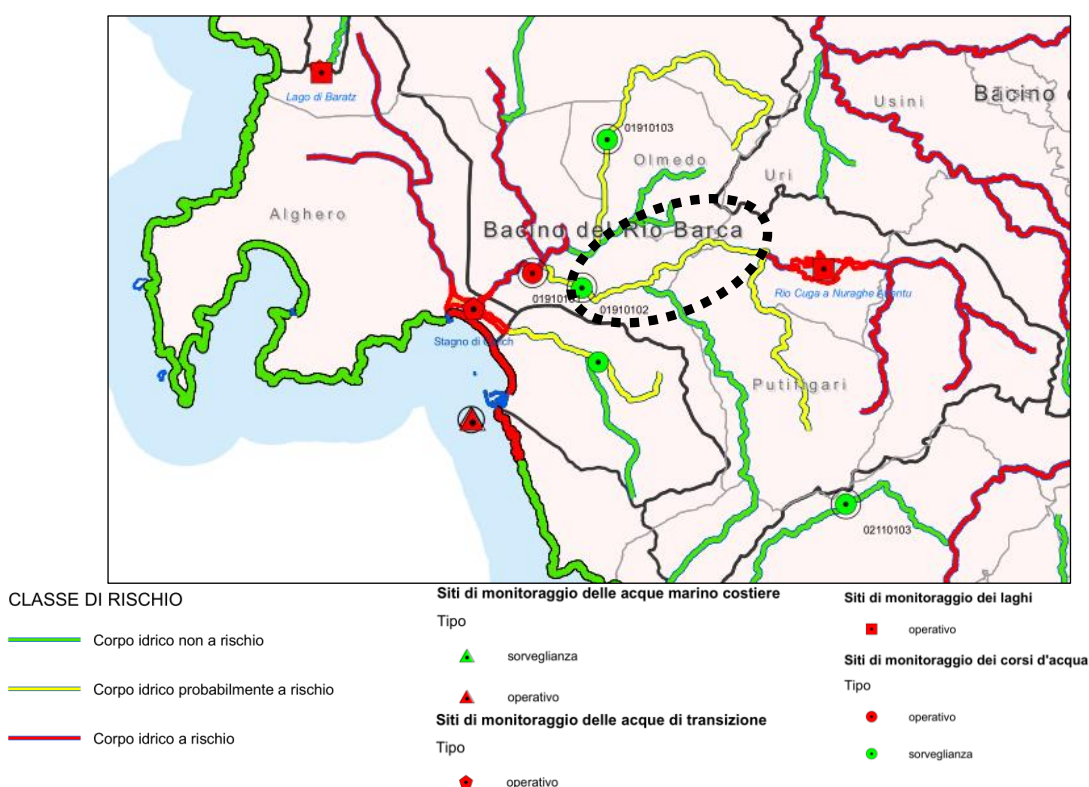 Lago di Baratz
Usini
Bacino
01910103
Olmedo
Uri
Alghero
Bacino del Rio Barca
Rio Cuga a Nuraghe
01910102
Stagno di
Putifigari
02110103
CLASSE DI RISCHIO
Corpo idrico non a rischio
Corpo idrico probabilmente a rischio
Corpo idrico a rischio
Siti di monitoraggio delle acque marino costiere
Tipo
sorveglianza
operativo
Siti di monitoraggio delle acque di transizione
Tipo
operativo
Siti di monitoraggio dei laghi
operativo
Siti di monitoraggio dei corsi d'acqua
Tipo
operativo
sorveglianza